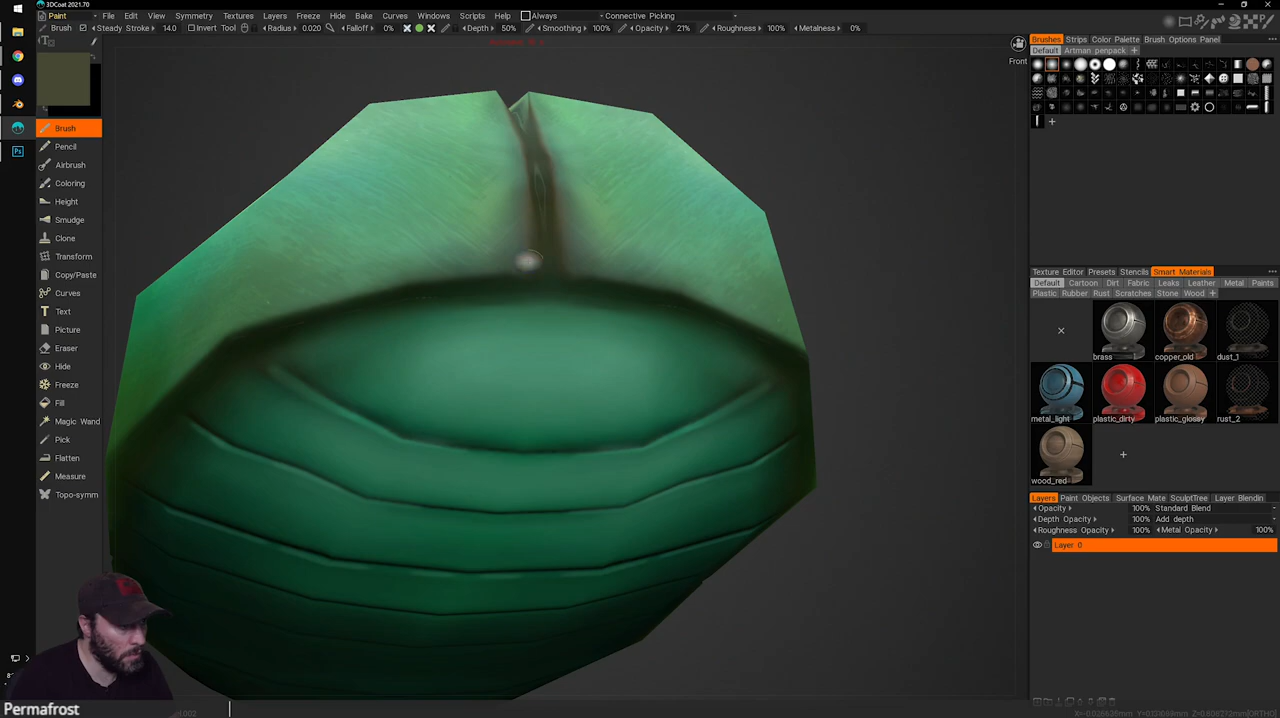 3DCoat 2021.70
Paint File Edit View Symmetry Textures Layers Freeze Bake Curves Windows Scripts Help Always Connective Picking
Brush Steady Stroke 14.0 Invert Tool Radius 0.020 Falloff 0% Depth 50% Smoothing 100% Opacity 21% Roughness 100% Metalness 0%
Front
Brushes Strips Color Palette Brush Options Panel
Default Artman penpack
Brush
Pencil
Airbrush
Coloring
Height
Smudge
Clone
Transform
Copy/Paste
Curves
Text
Picture
Eraser
Hide
Freeze
Fill
Magic Wand
Pick
Flatten
Measure
Topo-symm
Texture Editor Presets Stencils Smart Materials
Default Cartoon Dirt Fabric Leaks Leather Metal Paints
Plastic Rubber Rust Scratches Stone Wood
brass copper_old dust_1
metal_light plastic_dirty plastic_glossy rust_2
wood_red
Layers Paint Objects Surface Mate SculptTree Layer Blendin
Opacity 100% Standard Blend
Depth Opacity 100% Add depth
Roughness Opacity 100% Metal Opacity 100%
Layer 0
Permafrost